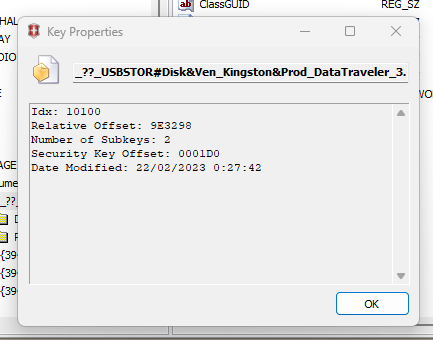 ClassGUID REG_SZ
HAL
Key Properties
AY
DIO
_??_USBSTOR#Disk&Ven_Kingston&Prod_DataTraveler_3.
WO
Idx: 10100
Relative Offset: 9E3298
Number of Subkeys: 2
Security Key Offset: 0001D0
Date Modified: 22/02/2023 0:27:42
AGE
ume
_??_
{39
{39
{39
OK